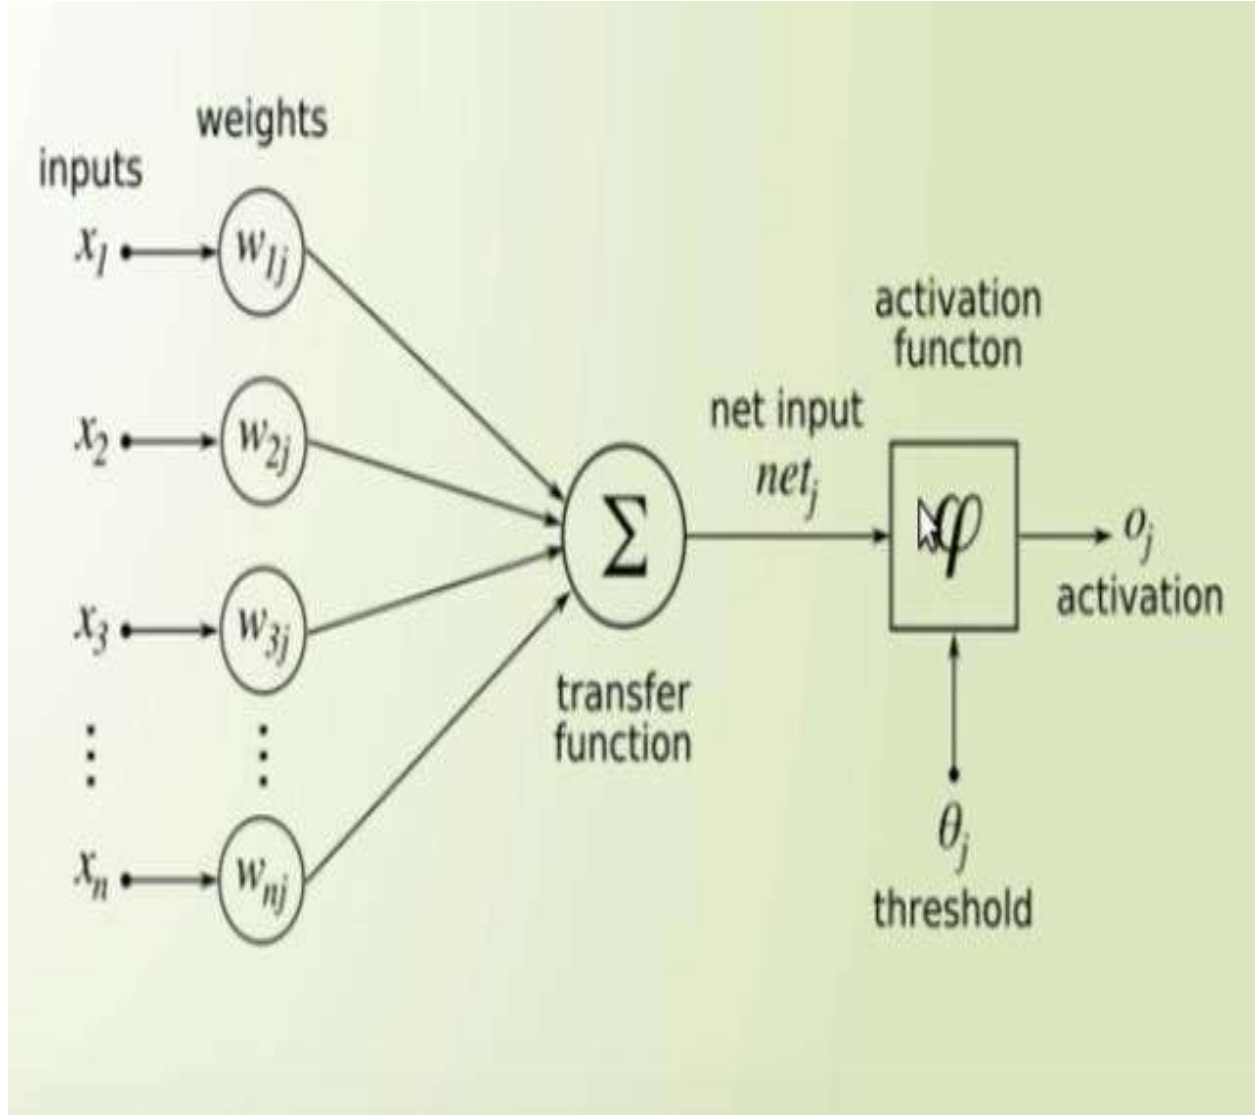 weights
inputs
x₁
w₁ⱼ
x₂
w₂ⱼ
x₃
w₃ⱼ
⋮ ⋮
xₙ
wₙⱼ
Σ
transfer
function
net input
netⱼ
activation
functon
φ
oⱼ
activation
θⱼ
threshold